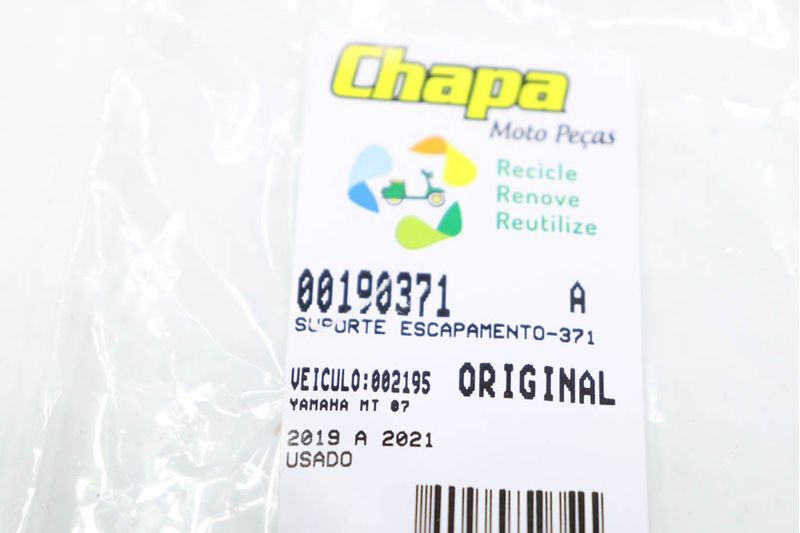 Chapa
Moto Peças
Recicle
Renove
Reutilize
00190371 A
SUPORTE ESCAPAMENTO-371
VEICULO:002195 ORIGINAL
YAMAHA MT 07
2019 A 2021
USADO